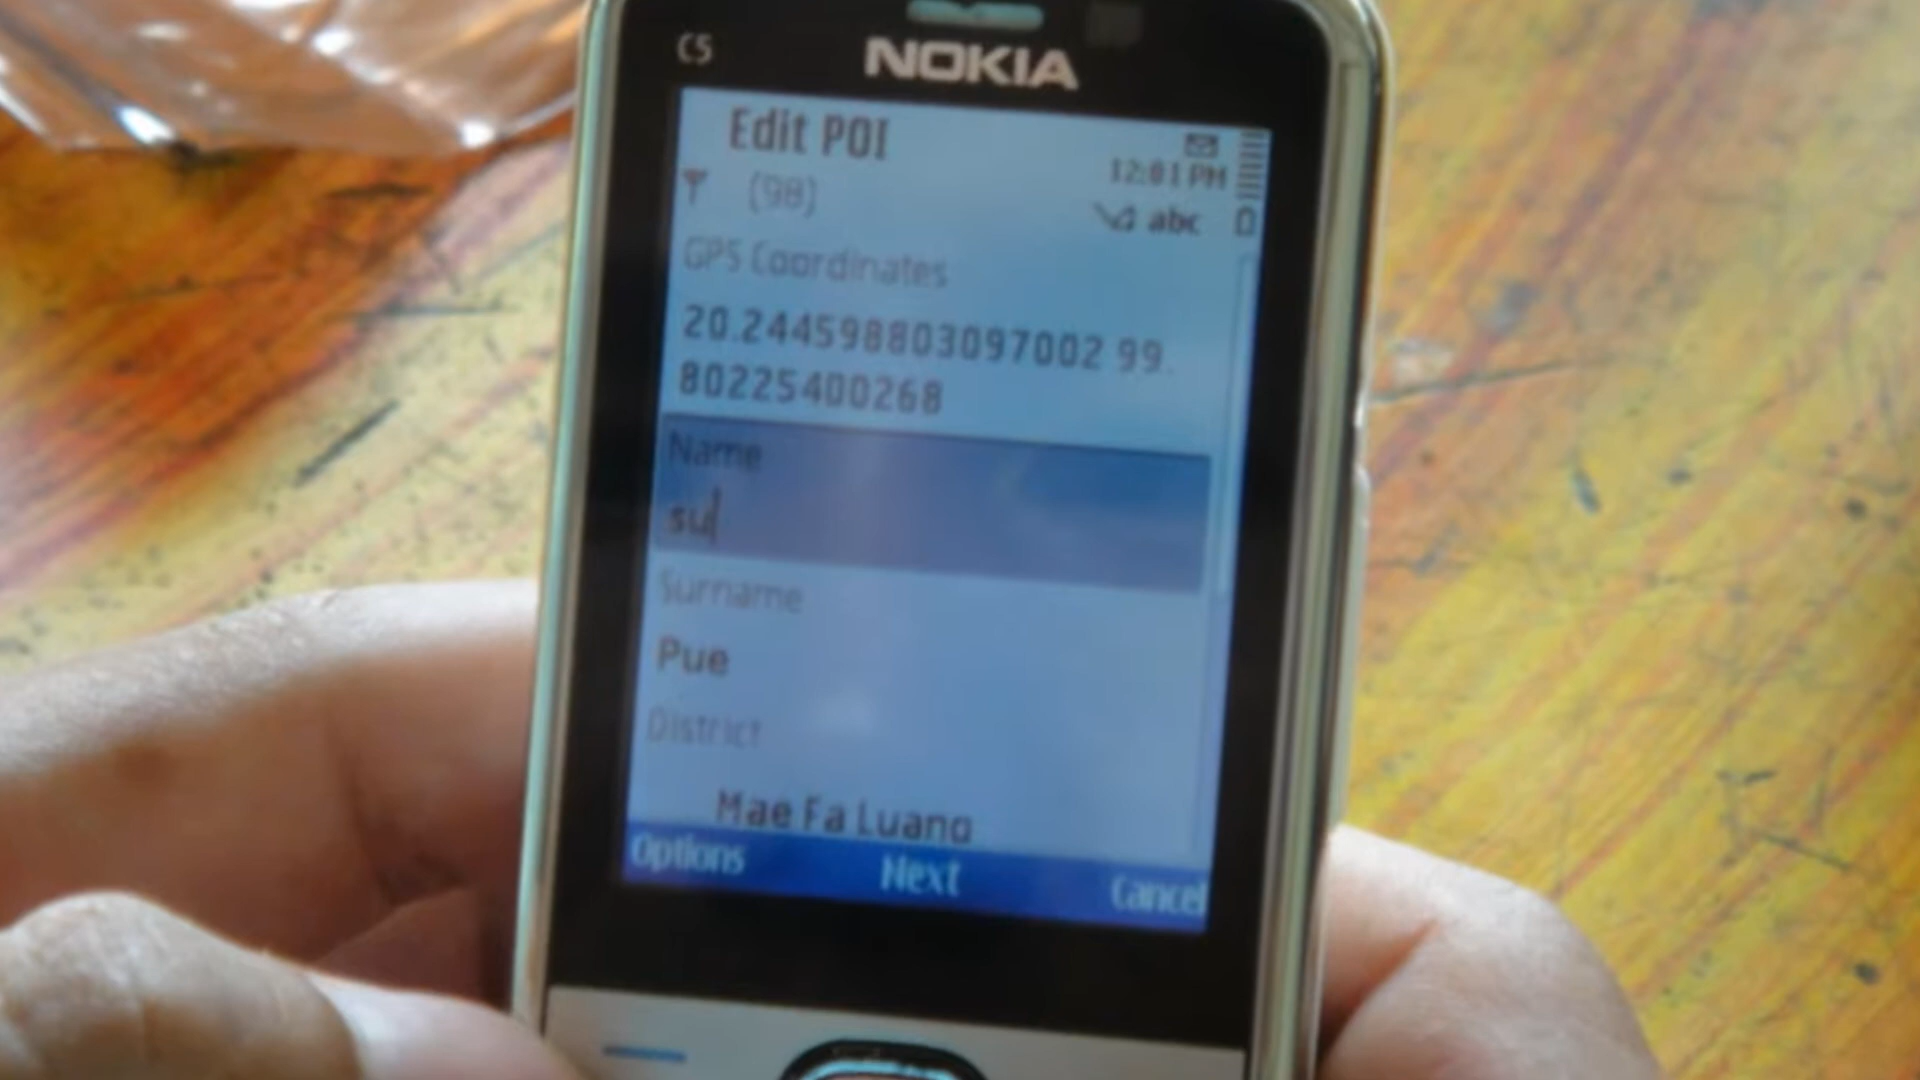 C5
NOKIA
Edit POI
12:01 PM
(98)
abc
GPS Coordinates
20.244598803097002 99.
80225400268
Name
su
Surname
Pue
District
Mae Fa Luang
Options Next Cancel